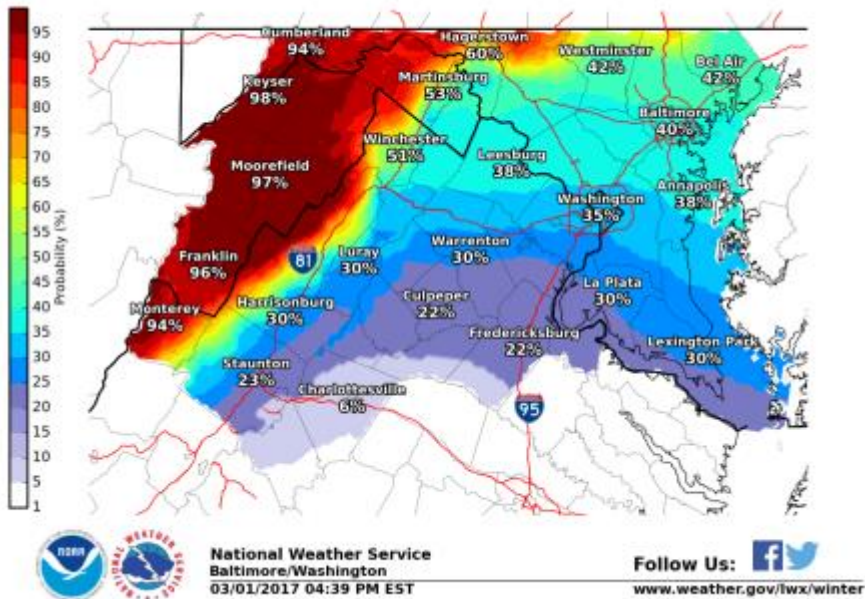 95
90
85
80
75
70
65
60
55
50
45
40
35
30
25
20
15
10
5
1
Probability (%)
Cumberland
94%
Hagerstown
60%
Westminster
42%
Bel Air
42%
Keyser
98%
Martinsburg
53%
Baltimore
40%
Winchester
51%
Leesburg
38%
Moorefield
97%
Annapolis
38%
Washington
35%
Franklin
96%
81
Luray
30%
Warrenton
30%
La Plata
30%
Monterey
94%
Harrisonburg
30%
Culpeper
22%
Fredericksburg
22%
Lexington Park
30%
Staunton
23%
Charlottesville
6%
95
NOAA
NATIONAL WEATHER SERVICE
National Weather Service
Baltimore/Washington
03/01/2017 04:39 PM EST
Follow Us:
www.weather.gov/lwx/winter